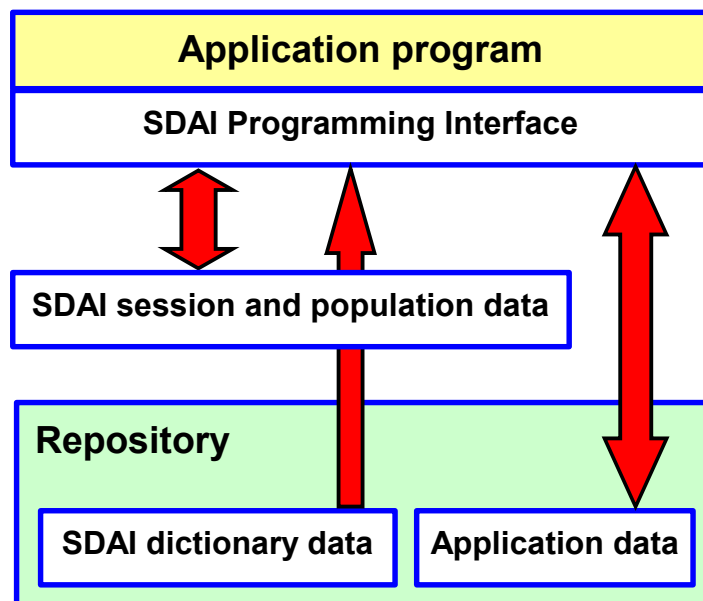 Application program
SDAI Programming Interface
SDAI session and population data
Repository
SDAI dictionary data
Application data